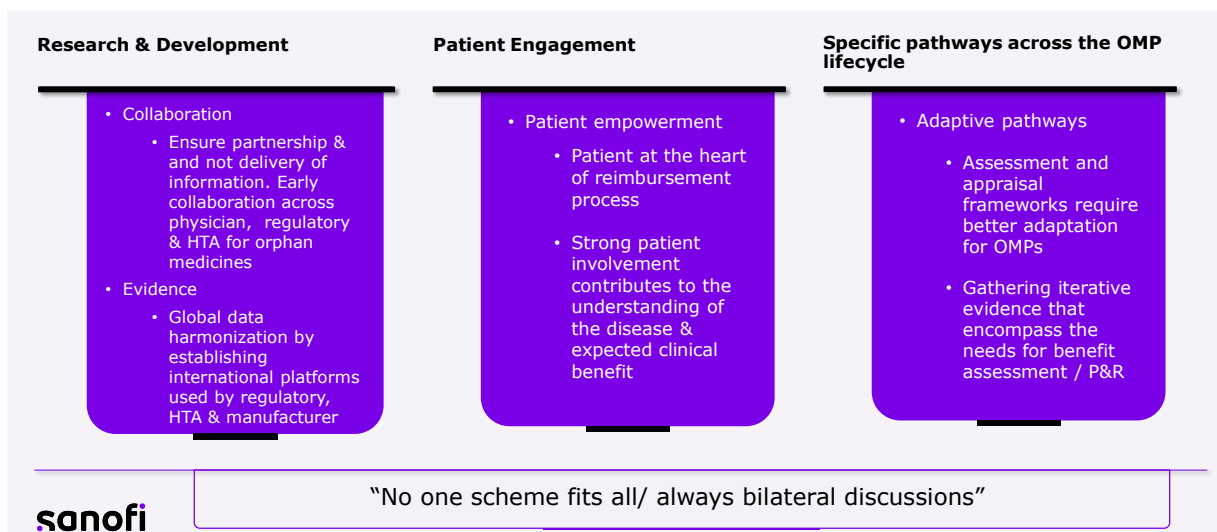 Research & Development
• Collaboration
• Ensure partnership &
and not delivery of
information. Early
collaboration across
physician, regulatory
& HTA for orphan
medicines
• Evidence
• Global data
harmonization by
establishing
international platforms
used by regulatory,
HTA & manufacturer
Patient Engagement
• Patient empowerment
• Patient at the heart
of reimbursement
process
• Strong patient
involvement
contributes to the
understanding of
the disease &
expected clinical
benefit
Specific pathways across the OMP
lifecycle
• Adaptive pathways
• Assessment and
appraisal
frameworks require
better adaptation
for OMPs
• Gathering iterative
evidence that
encompass the
needs for benefit
assessment / P&R
“No one scheme fits all/ always bilateral discussions”
sanofi